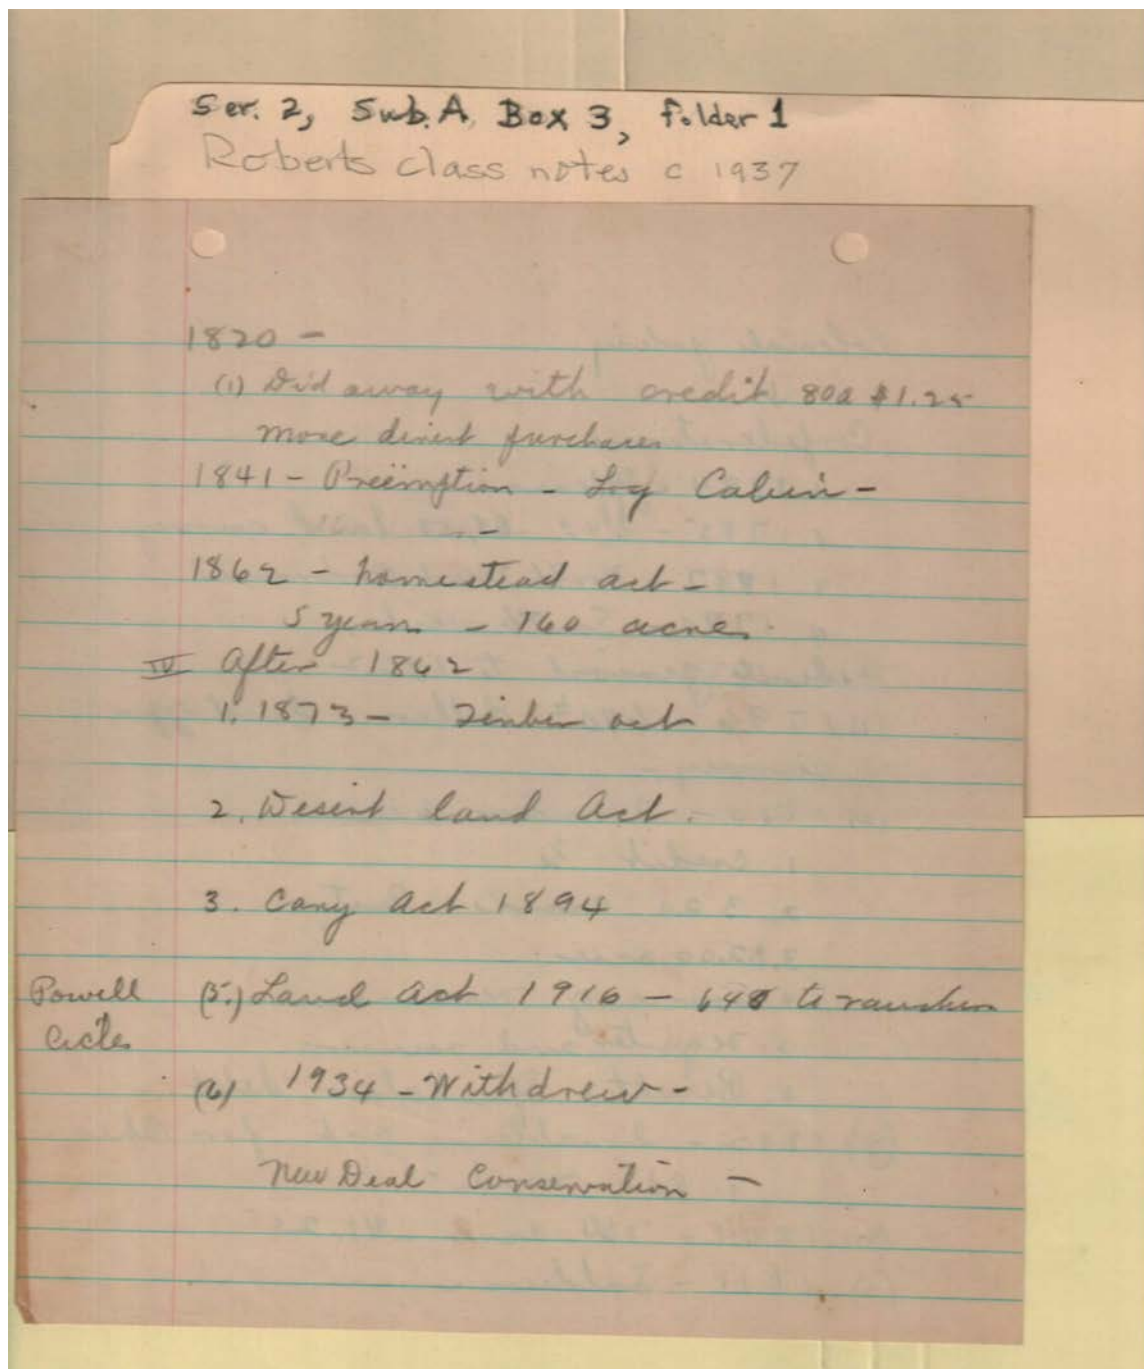 Ser. 2, Sub. A, Box 3, folder 1
Roberts class notes c 1937
1820 –
(1) Did away with credit 80a $1.25
more direct purchases
1841 – Preëmption – Log Cabin –
1862 – homestead act –
5 years – 160 acres.
IV After 1862
1. 1873 – Timber act
2. Desert land Act.
3. Cary Act 1894
Powell (5.) Land Act 1916 – 640 to ranchers
(6) 1934 – Withdrew –
New Deal Conservation –